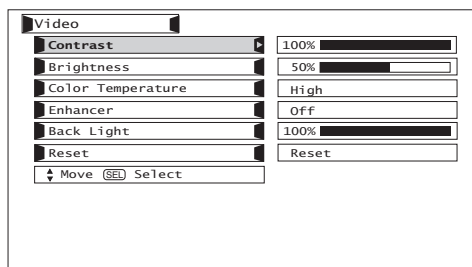 Video
Contrast 100%
Brightness 50%
Color Temperature High
Enhancer Off
Back Light 100%
Reset Reset
Move SEL Select